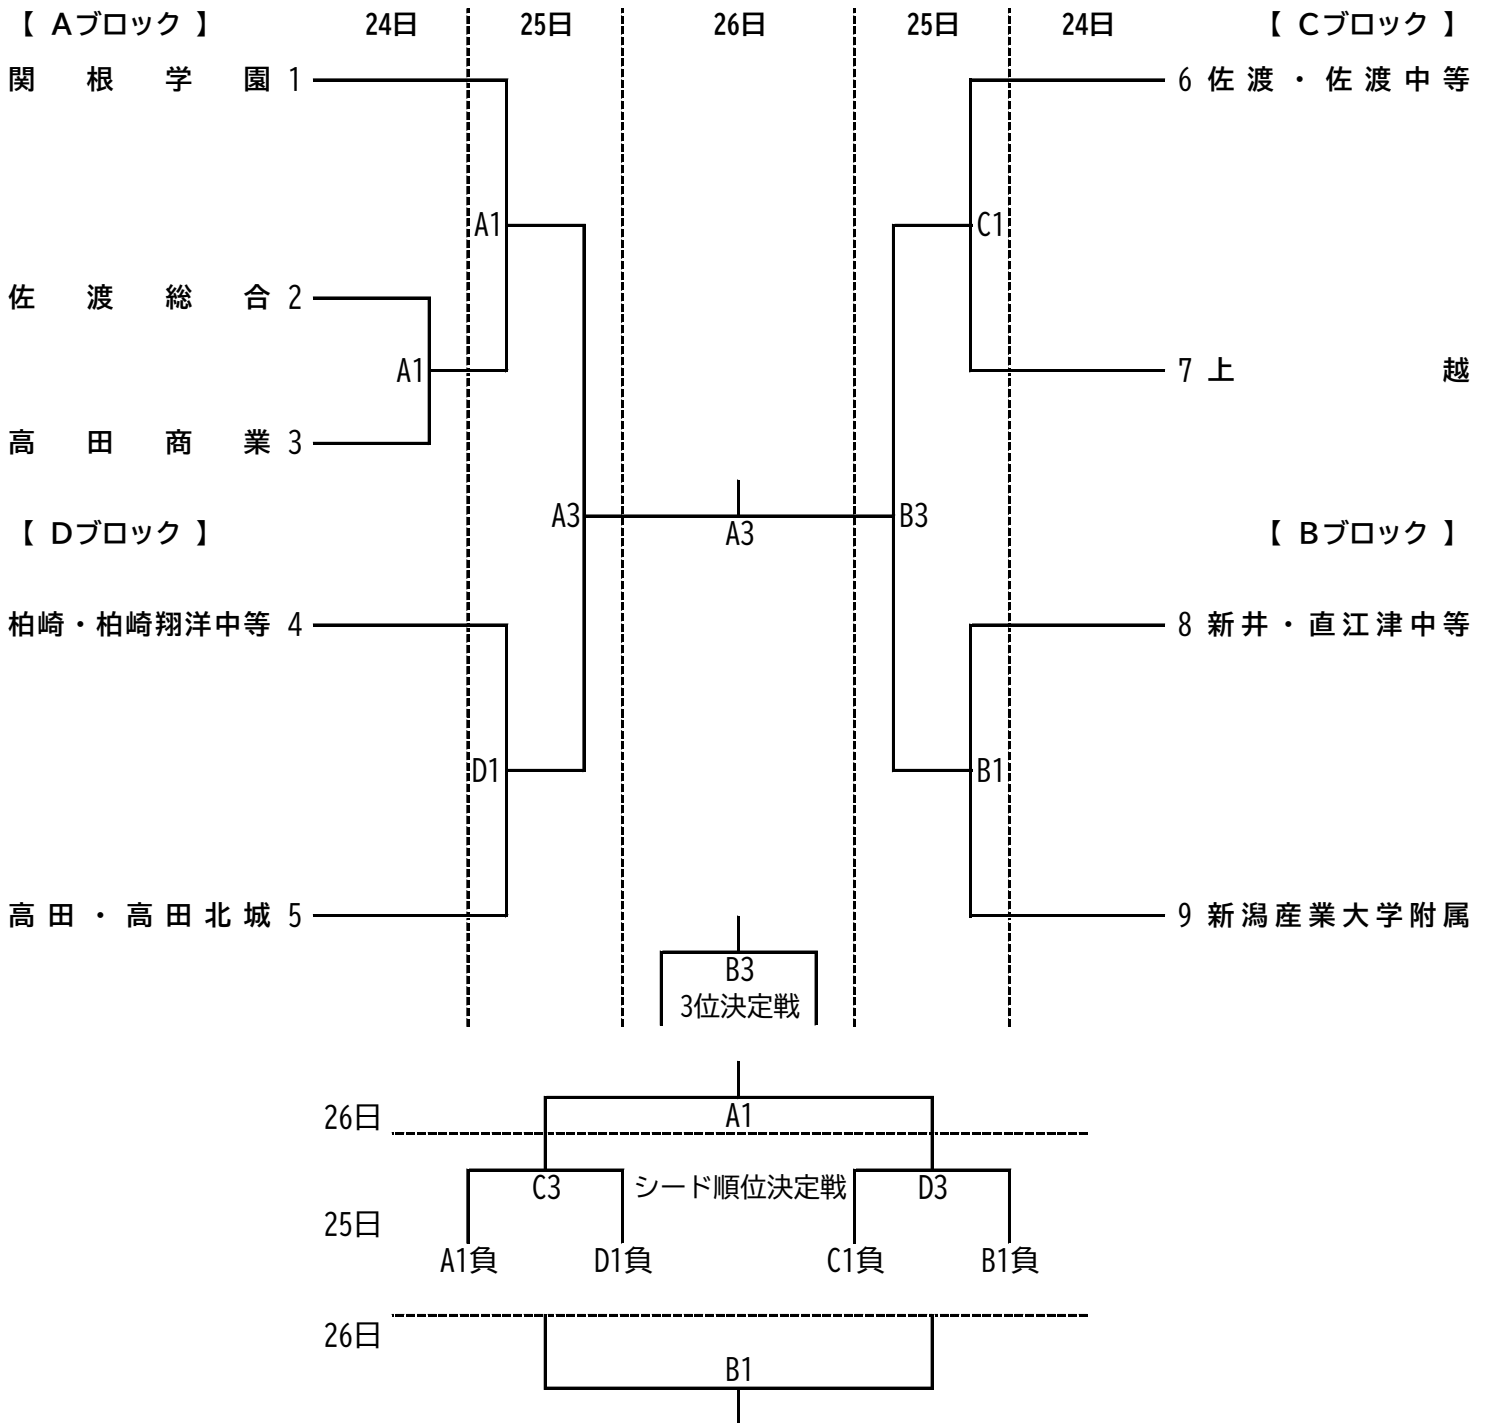 【 Aブロック 】 24日 25日 26日 25日 24日 【 Cブロック 】
関根学園 1
6 佐渡・佐渡中等
A1
C1
佐渡総合 2
A1
7 上越
高田商業 3
A3
A3
B3
【 Dブロック 】
【 Bブロック 】
柏崎・柏崎翔洋中等 4
8 新井・直江津中等
D1
B1
高田・高田北城 5
9 新潟産業大学附属
B3
3位決定戦
26日
A1
C3
シード順位決定戦
D3
25日
A1負 D1負 C1負 B1負
26日
B1